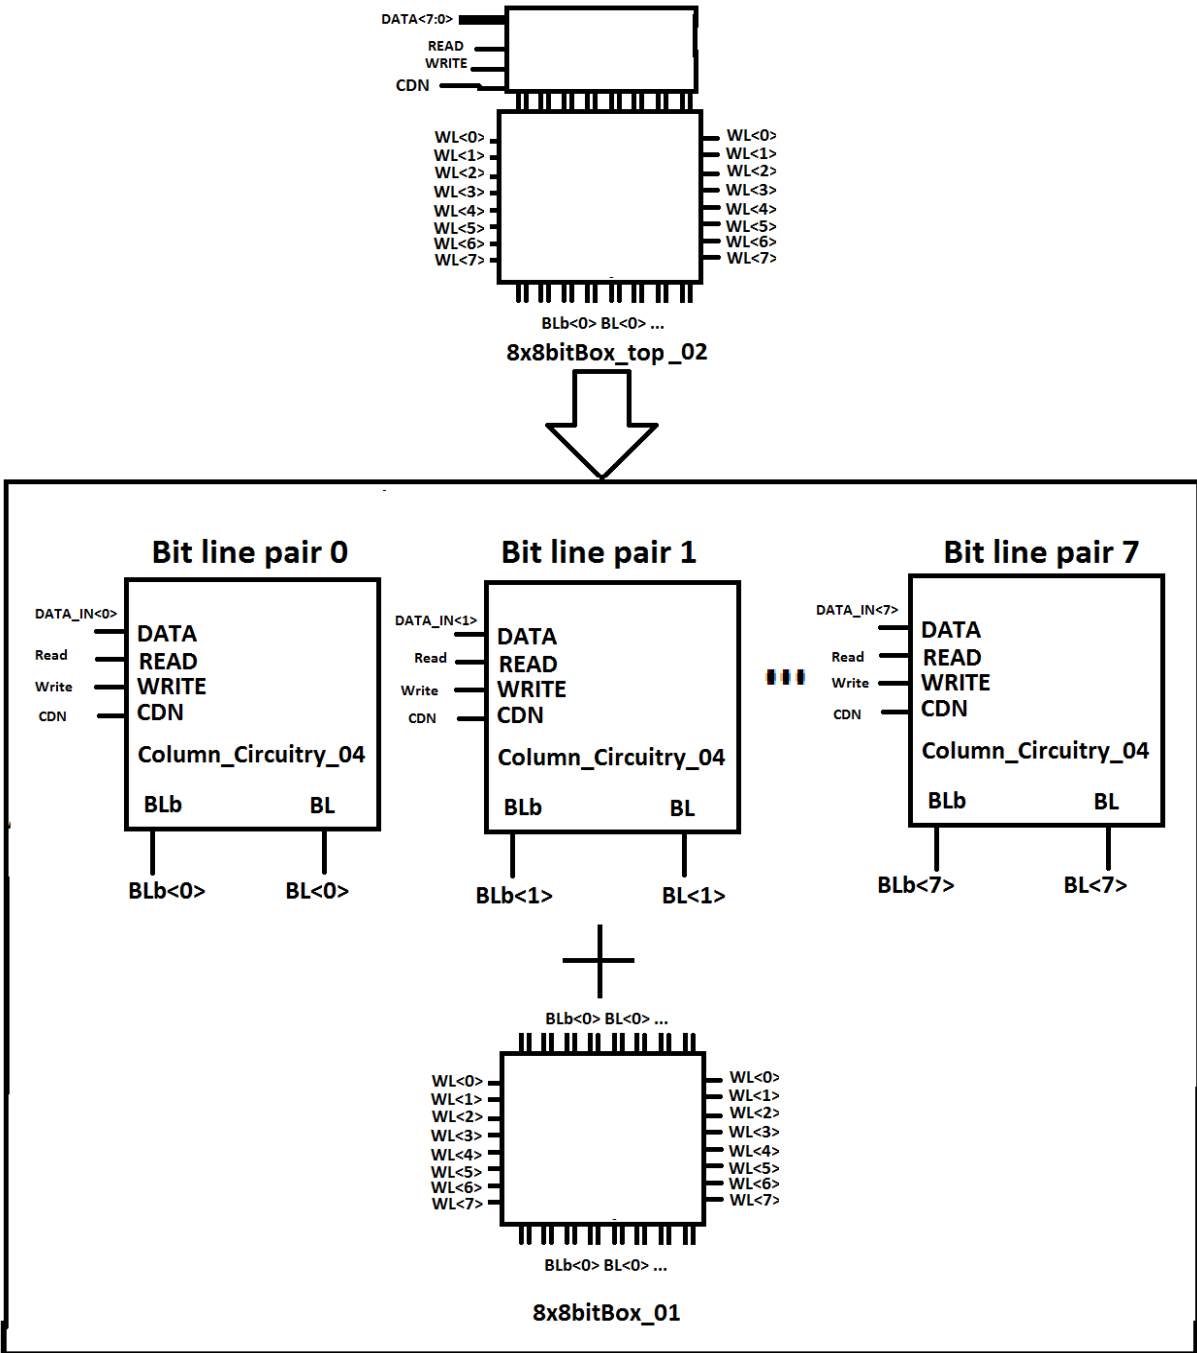 DATA<7:0>
READ
WRITE
CDN
WL<0> WL<0>
WL<1> WL<1>
WL<2> WL<2>
WL<3> WL<3>
WL<4> WL<4>
WL<5> WL<5>
WL<6> WL<6>
WL<7> WL<7>
BLb<0> BL<0> ...
8x8bitBox_top_02
Bit line pair 0 Bit line pair 1 Bit line pair 7
DATA_IN<0>
DATA
Read READ
Write WRITE
CDN CDN
Column_Circuitry_04
BLb BL
BLb<0> BL<0>
DATA_IN<1>
DATA
Read READ
Write WRITE
CDN CDN
Column_Circuitry_04
BLb BL
BLb<1> BL<1>
DATA_IN<7>
DATA
Read READ
Write WRITE
CDN CDN
Column_Circuitry_04
BLb BL
BLb<7> BL<7>
BLb<0> BL<0> ...
WL<0> WL<0>
WL<1> WL<1>
WL<2> WL<2>
WL<3> WL<3>
WL<4> WL<4>
WL<5> WL<5>
WL<6> WL<6>
WL<7> WL<7>
BLb<0> BL<0> ...
8x8bitBox_01